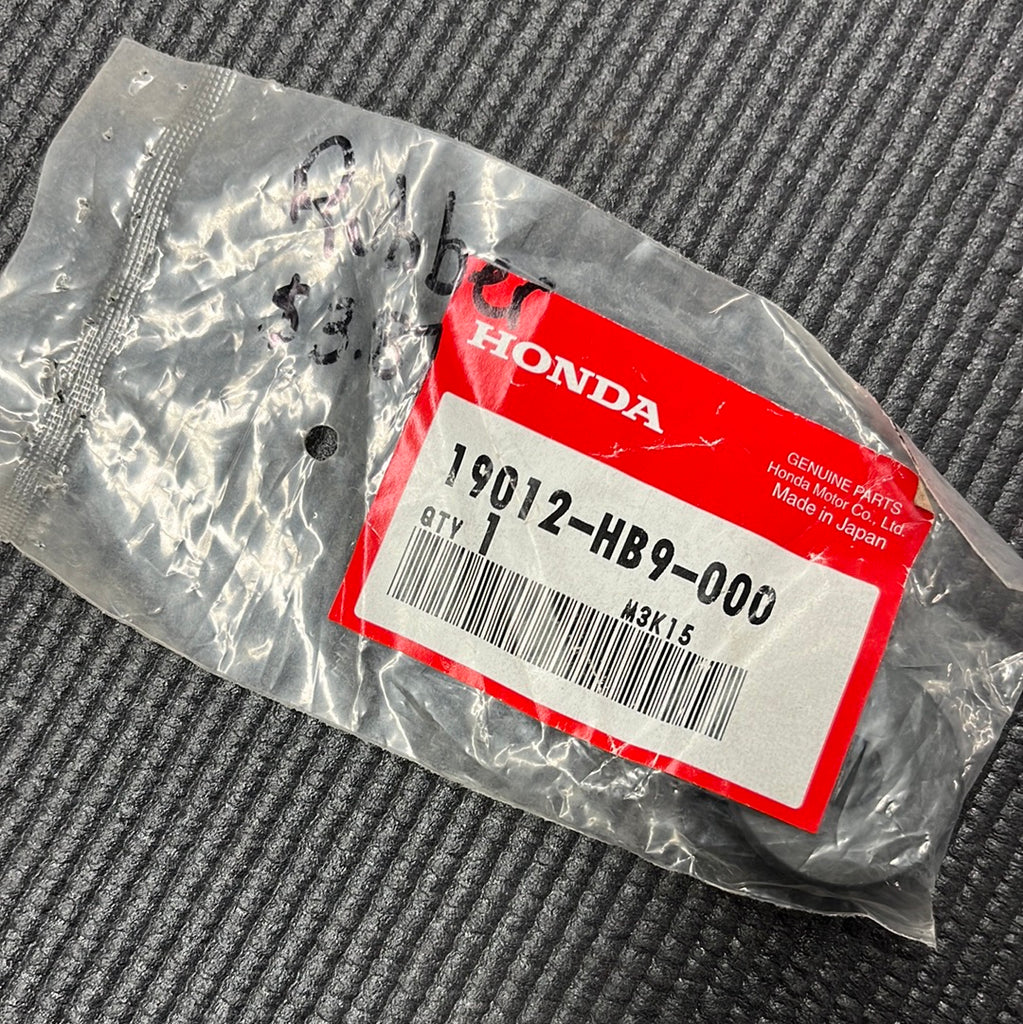 Rubber
HONDA
GENUINE PARTS
Honda Motor Co., Ltd.
Made in Japan
19012-HB9-000
QTY 1
M3K15